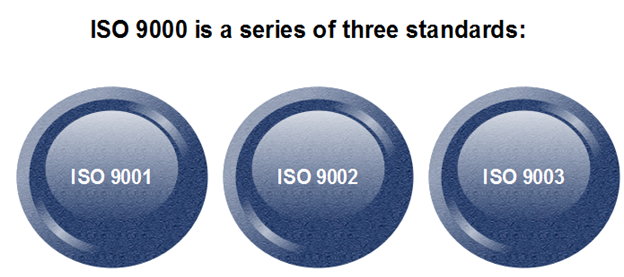 ISO 9000 is a series of three standards:
ISO 9001
ISO 9002
ISO 9003